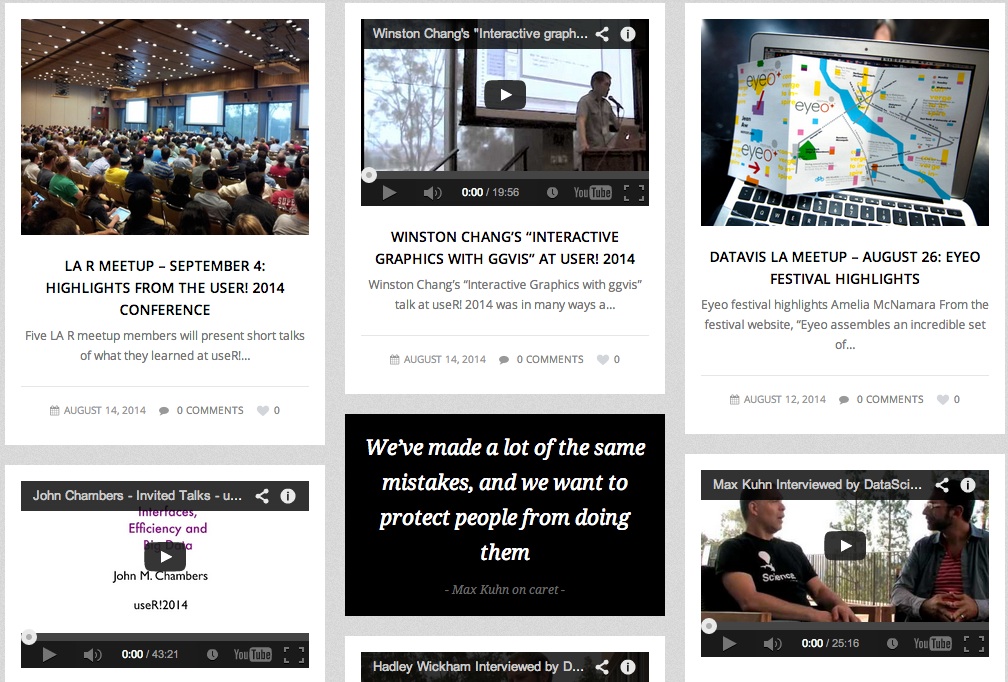 LA R MEETUP – SEPTEMBER 4:
HIGHLIGHTS FROM THE USER! 2014
CONFERENCE
Five LA R meetup members will present short talks
of what they learned at useR!...
AUGUST 14, 2014 0 COMMENTS 0
John Chambers - Invited Talks - u...
Interfaces,
Efficiency and
Big Data
John M. Chambers
useR!2014
0:00 / 43:21 YouTube
Winston Chang's "Interactive graph...
0:00 / 19:56 YouTube
WINSTON CHANG’S “INTERACTIVE
GRAPHICS WITH GGVIS” AT USER! 2014
Winston Chang’s “Interactive Graphics with ggvis”
talk at useR! 2014 was in many ways a...
AUGUST 14, 2014 0 COMMENTS 0
We’ve made a lot of the same
mistakes, and we want to
protect people from doing
them
- Max Kuhn on caret -
Hadley Wickham Interviewed by D...
eyeo
eyeo
eyeo
DATAVIS LA MEETUP – AUGUST 26: EYEO
FESTIVAL HIGHLIGHTS
Eyeo festival highlights Amelia McNamara From the
festival website, “Eyeo assembles an incredible set
of...
AUGUST 12, 2014 0 COMMENTS 0
Max Kuhn Interviewed by DataSci...
Science
0:00 / 25:16 YouTube